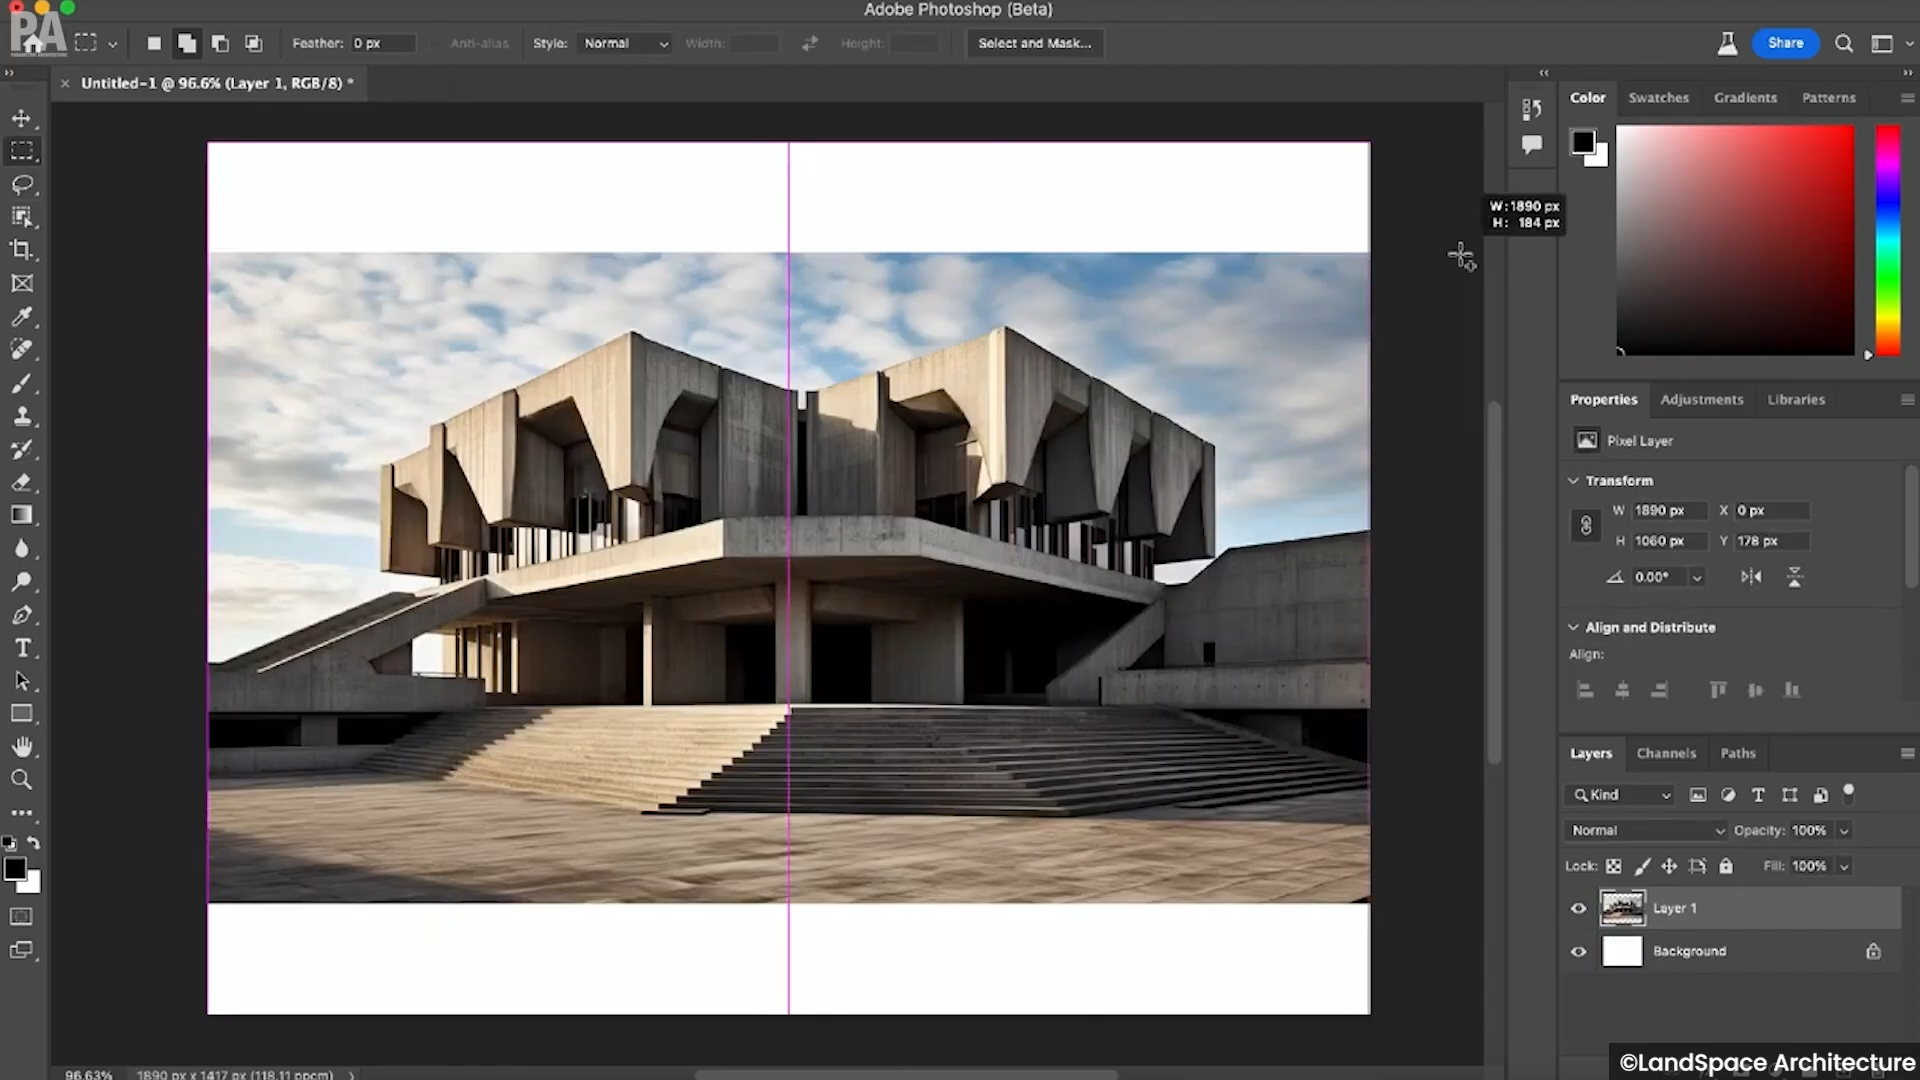 Adobe Photoshop (Beta)
PA
Feather: 0 px
Anti-alias
Style: Normal
Width:
Height:
Select and Mask...
Share
Untitled-1 @ 96.6% (Layer 1, RGB/8) *
Color
Swatches
Gradients
Patterns
W: 1890 px
H: 184 px
Properties
Adjustments
Libraries
Pixel Layer
Transform
W 1890 px X 0 px
H 1060 px Y 178 px
0.00°
Align and Distribute
Align:
Layers
Channels
Paths
Kind
Normal
Opacity: 100%
Lock:
Fill: 100%
Layer 1
Background
96.63%
1890 px x 1417 px (118.11 ppcm)
©LandSpace Architecture